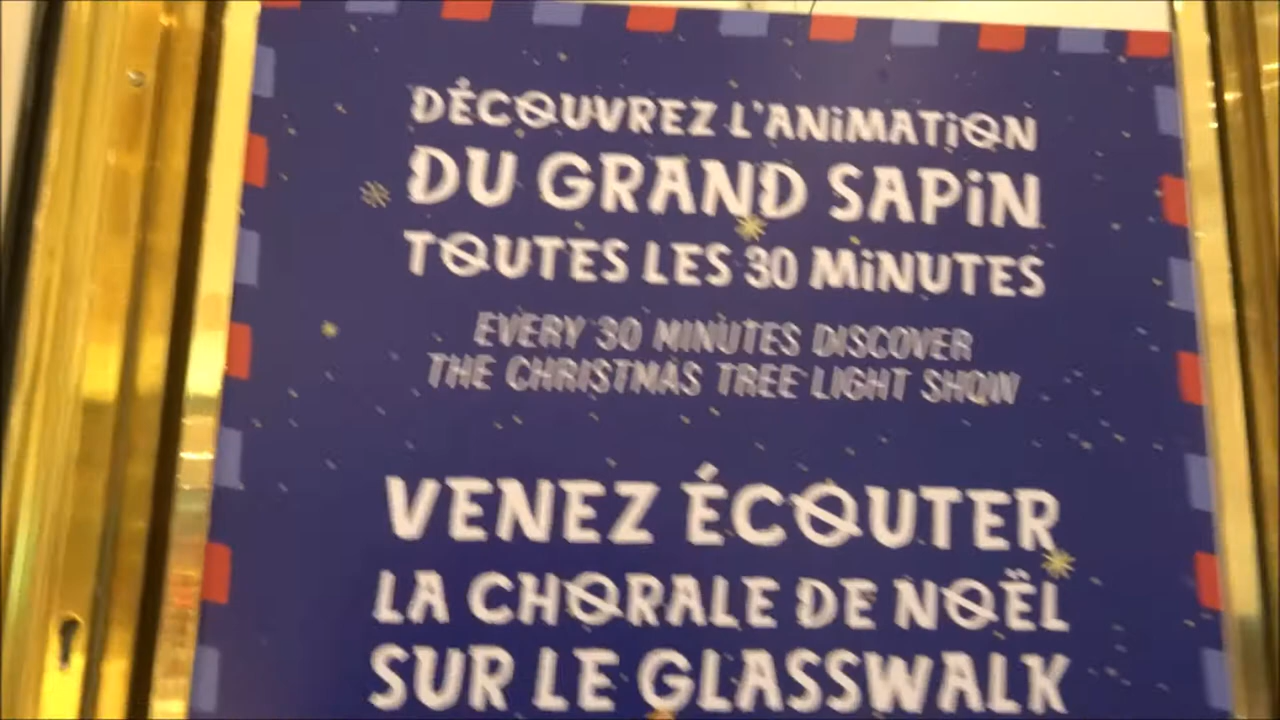 DÉCOUVREZ L'ANiMATiON
DU GRAND SAPiN
TOUTES LES 30 MiNUTES
EVERY 30 MINUTES DISCOVER
THE CHRISTMAS TREE LIGHT SHOW
VENEZ ÉCOUTER
LA CHORALE DE NOËL
SUR LE GLASSWALK